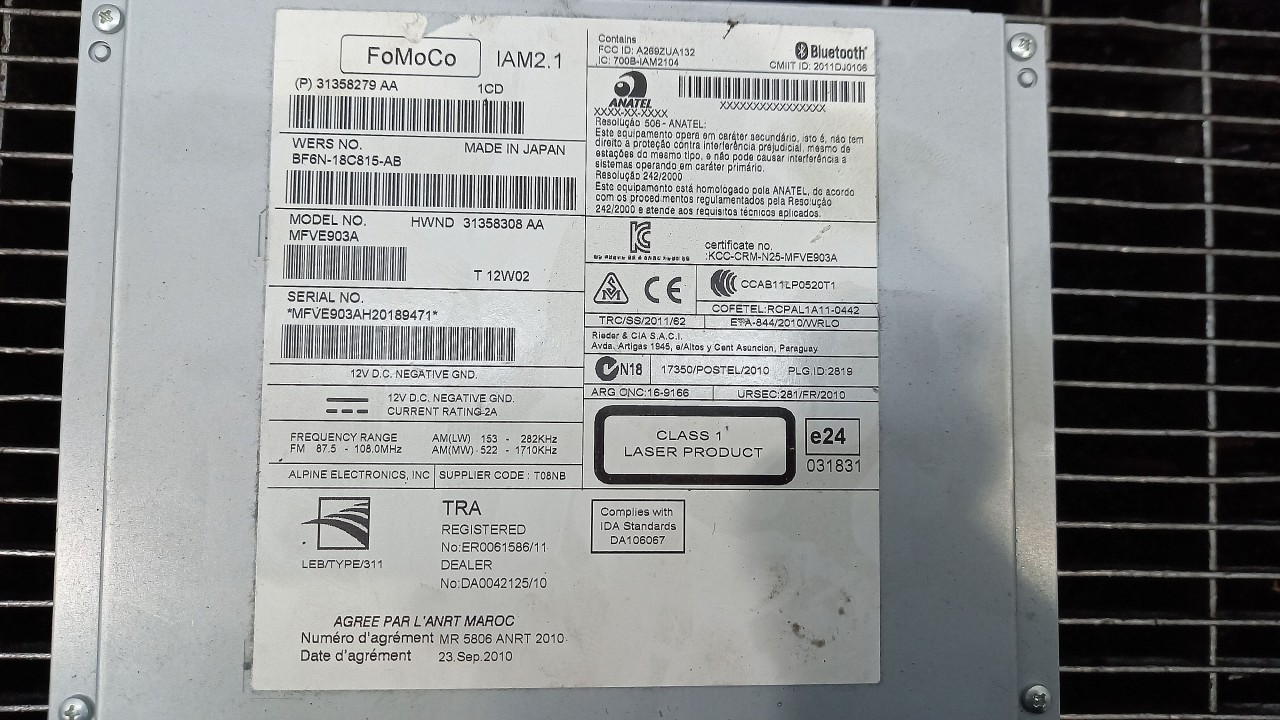 FoMoCo
IAM2.1
(P) 31358279 AA
1CD
WERS NO.
MADE IN JAPAN
BF6N-18C815-AB
MODEL NO.
HWND 31358308 AA
MFVE903A
T 12W02
SERIAL NO.
*MFVE903AH20189471*
12V D.C. NEGATIVE GND.
12V D.C. NEGATIVE GND.
CURRENT RATING-2A
FREQUENCY RANGE
AM(LW) 153 - 282KHz
FM 87.5 - 108.0MHz
AM(MW) - 522 - 1710KHz
ALPINE ELECTRONICS, INC
SUPPLIER CODE : T08NB
LEB/TYPE/311
TRA
REGISTERED
No:ER0061586/11
DEALER
No:DA0042125/10
AGREE PAR L'ANRT MAROC
Numéro d'agrément MR 5806 ANRT 2010
Date d'agrément 23.Sep.2010
Contains
FCC ID: A269ZUA132
IC: 700B-IAM2104
Bluetooth®
CMIIT ID: 2011DJ0106
ANATEL
XXXX-XX-XXXX
XXXXXXXXXXXXXXXX
Resolução 506 - ANATEL:
Este equipamento opera em caráter secundário, isto é, não tem
direito a proteção contra interferência prejudicial, mesmo de
estações do mesmo tipo, e não pode causar interferência a
sistemas operando em caráter primário.
Resolução 242/2000
Este equipamento está homologado pela ANATEL, de acordo
com os procedimentos regulamentados pela Resolução
242/2000 e atende aos requisitos técnicos aplicados.
certificate no.
:KCC-CRM-N25-MFVE903A
CE
CCAB11LP0520T1
COFETEL:RCPAL1A11-0442
TRC/SS/2011/62
ETA-844/2010/WRLO
Rieder & CIA S.A.C.I.
Avda. Artigas 1945, e/Altos y Cent Asuncion, Paraguay
N18
17350/POSTEL/2010
PLG ID:2819
ARG CNC:16-9166
URSEC:281/FR/2010
CLASS 1
LASER PRODUCT
e24
031831
Complies with
IDA Standards
DA106067